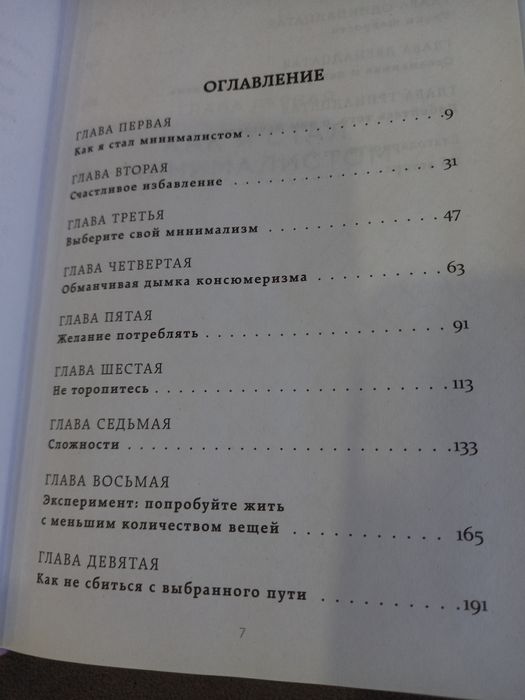 ОГЛАВЛЕНИЕ
ГЛАВА ПЕРВАЯ
Как я стал минималистом . . . . . . . . . . . . . . . . 9
ГЛАВА ВТОРАЯ
Счастливое избавление . . . . . . . . . . . . . . . . 31
ГЛАВА ТРЕТЬЯ
Выберите свой минимализм . . . . . . . . . . . . . 47
ГЛАВА ЧЕТВЕРТАЯ
Обманчивая дымка консюмеризма . . . . . . . . . . 63
ГЛАВА ПЯТАЯ
Желание потреблять . . . . . . . . . . . . . . . . . . 91
ГЛАВА ШЕСТАЯ
Не торопитесь . . . . . . . . . . . . . . . . . . . . . . 113
ГЛАВА СЕДЬМАЯ
Сложности . . . . . . . . . . . . . . . . . . . . . . . . 133
ГЛАВА ВОСЬМАЯ
Эксперимент: попробуйте жить
с меньшим количеством вещей . . . . . . . . . . . 165
ГЛАВА ДЕВЯТАЯ
Как не сбиться с выбранного пути . . . . . . . . . . 191
7